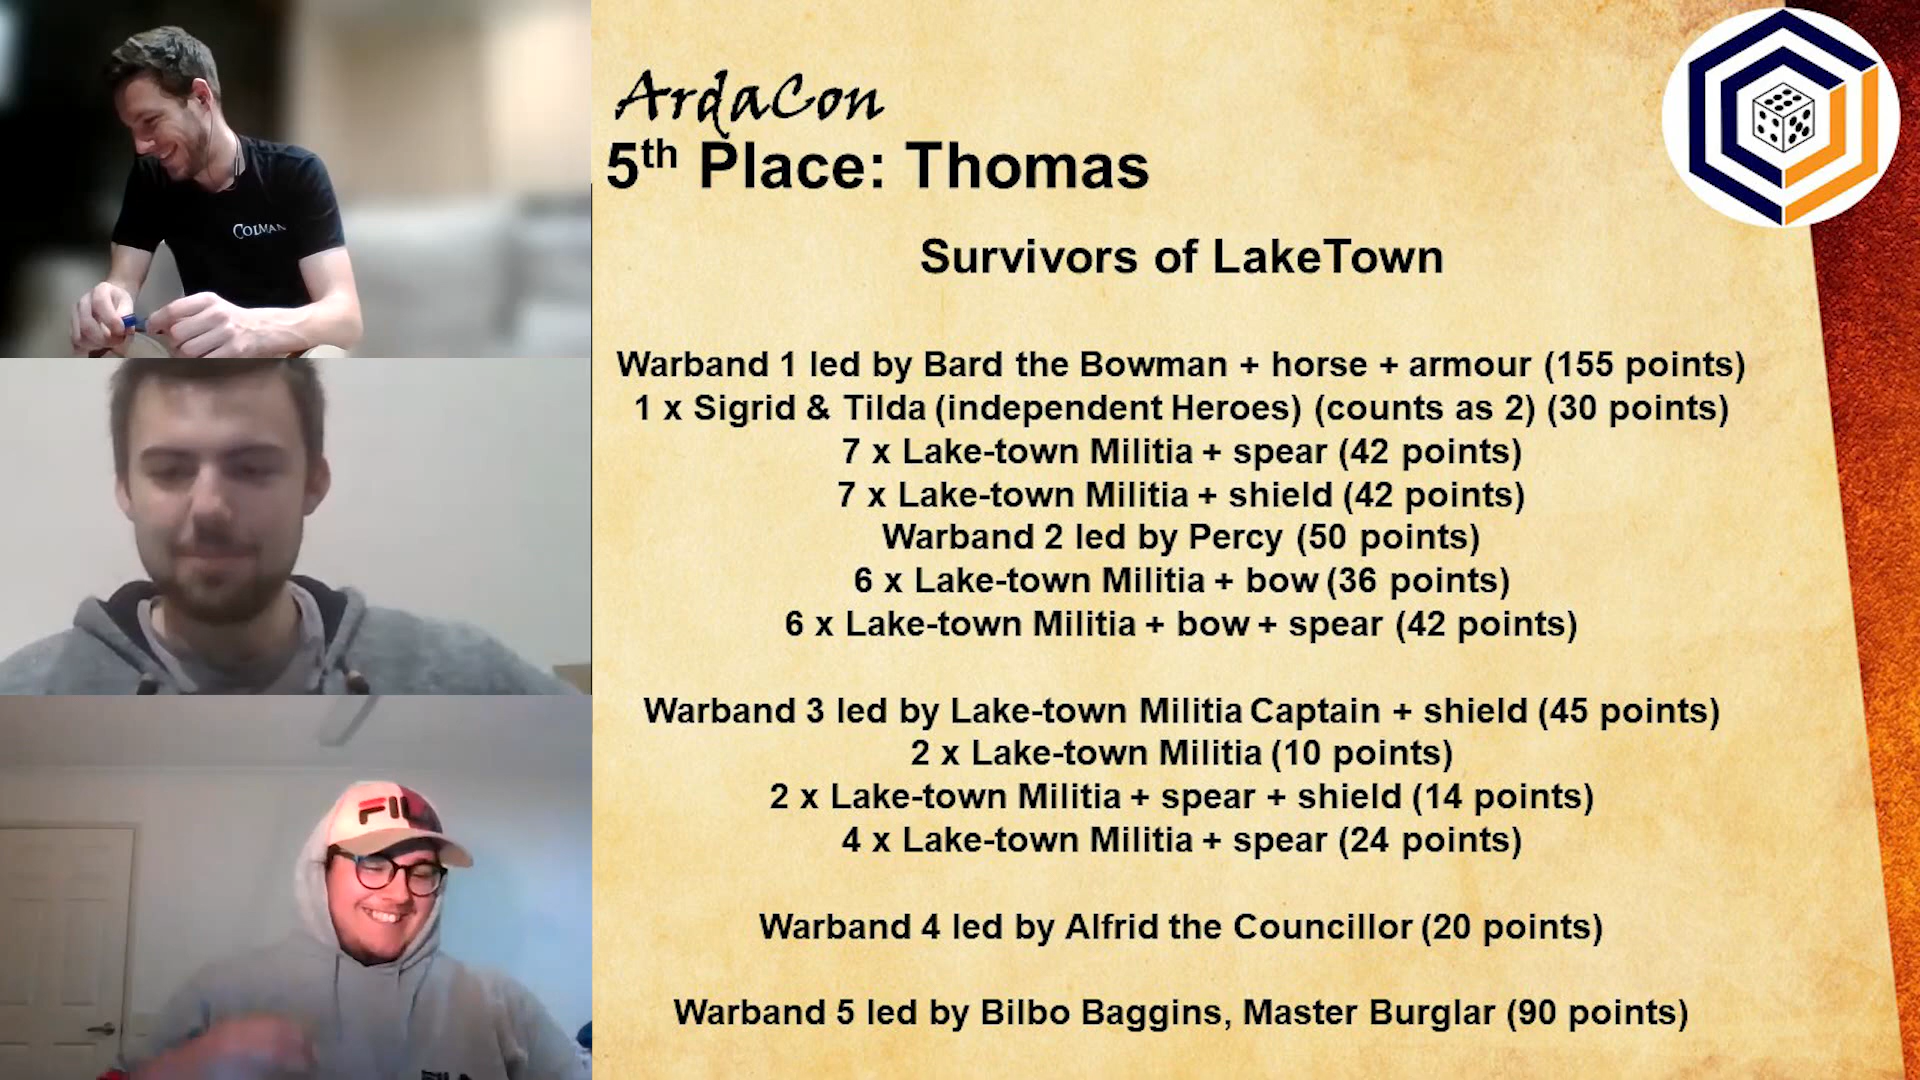 ArdaCon
5th Place: Thomas
Survivors of LakeTown
Warband 1 led by Bard the Bowman + horse + armour (155 points)
1 x Sigrid & Tilda (independent Heroes) (counts as 2) (30 points)
7 x Lake-town Militia + spear (42 points)
7 x Lake-town Militia + shield (42 points)
Warband 2 led by Percy (50 points)
6 x Lake-town Militia + bow (36 points)
6 x Lake-town Militia + bow + spear (42 points)
Warband 3 led by Lake-town Militia Captain + shield (45 points)
2 x Lake-town Militia (10 points)
2 x Lake-town Militia + spear + shield (14 points)
4 x Lake-town Militia + spear (24 points)
Warband 4 led by Alfrid the Councillor (20 points)
Warband 5 led by Bilbo Baggins, Master Burglar (90 points)
COLMAN